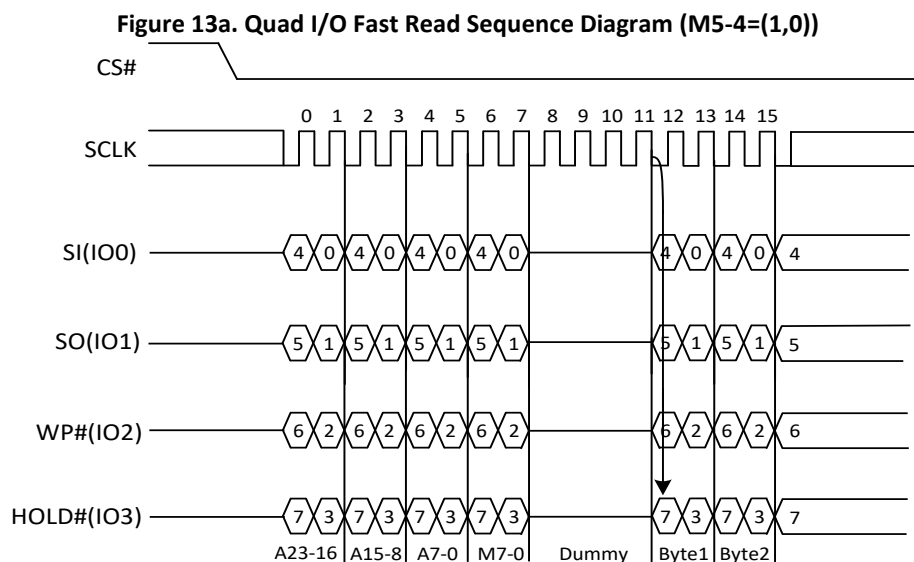 Figure 13a. Quad I/O Fast Read Sequence Diagram (M5-4=(1,0))
CS#
0 1 2 3 4 5 6 7 8 9 10 11 12 13 14 15
SCLK
SI(IO0) 4 0 4 0 4 0 4 0 4 0 4 0 4
SO(IO1) 5 1 5 1 5 1 5 1 5 1 5 1 5
WP#(IO2) 6 2 6 2 6 2 6 2 6 2 6 2 6
HOLD#(IO3) 7 3 7 3 7 3 7 3 7 3 7 3 7
A23-16 A15-8 A7-0 M7-0 Dummy Byte1 Byte2